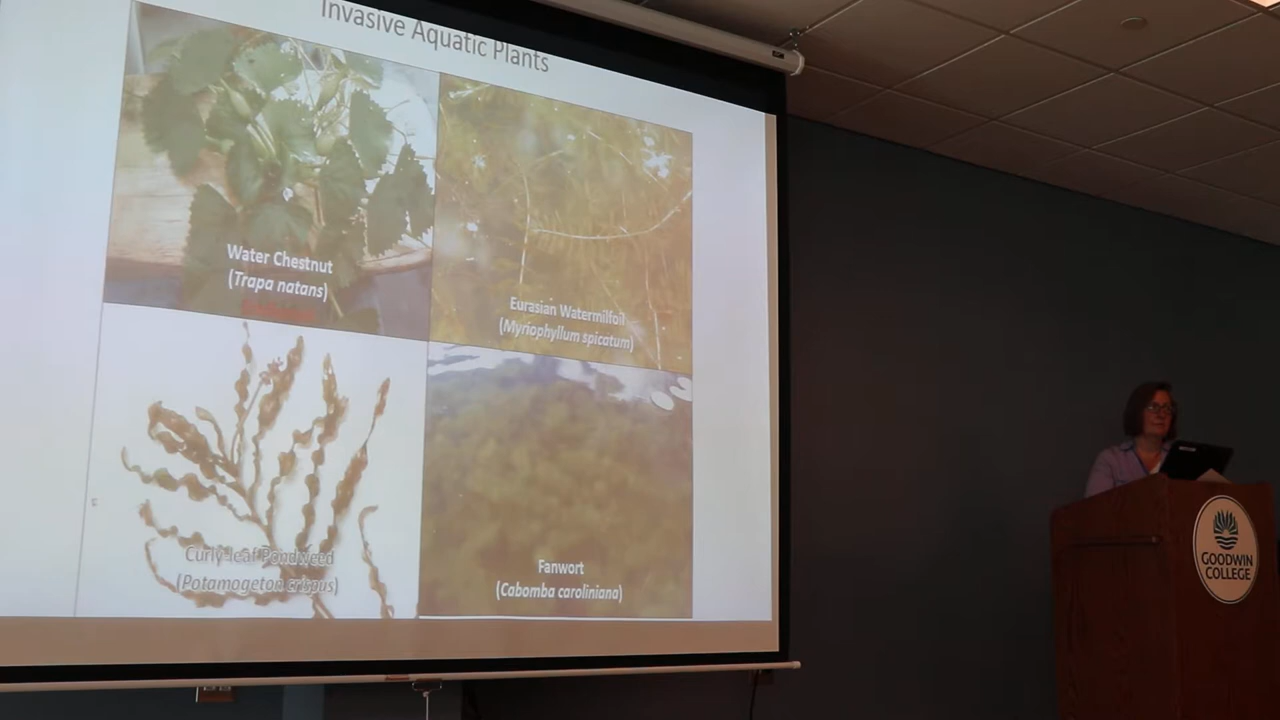 Invasive Aquatic Plants
Water Chestnut
(Trapa natans)
Eurasian Watermilfoil
(Myriophyllum spicatum)
Curly-leaf Pondweed
(Potamogeton crispus)
Fanwort
(Cabomba caroliniana)
GOODWIN
COLLEGE